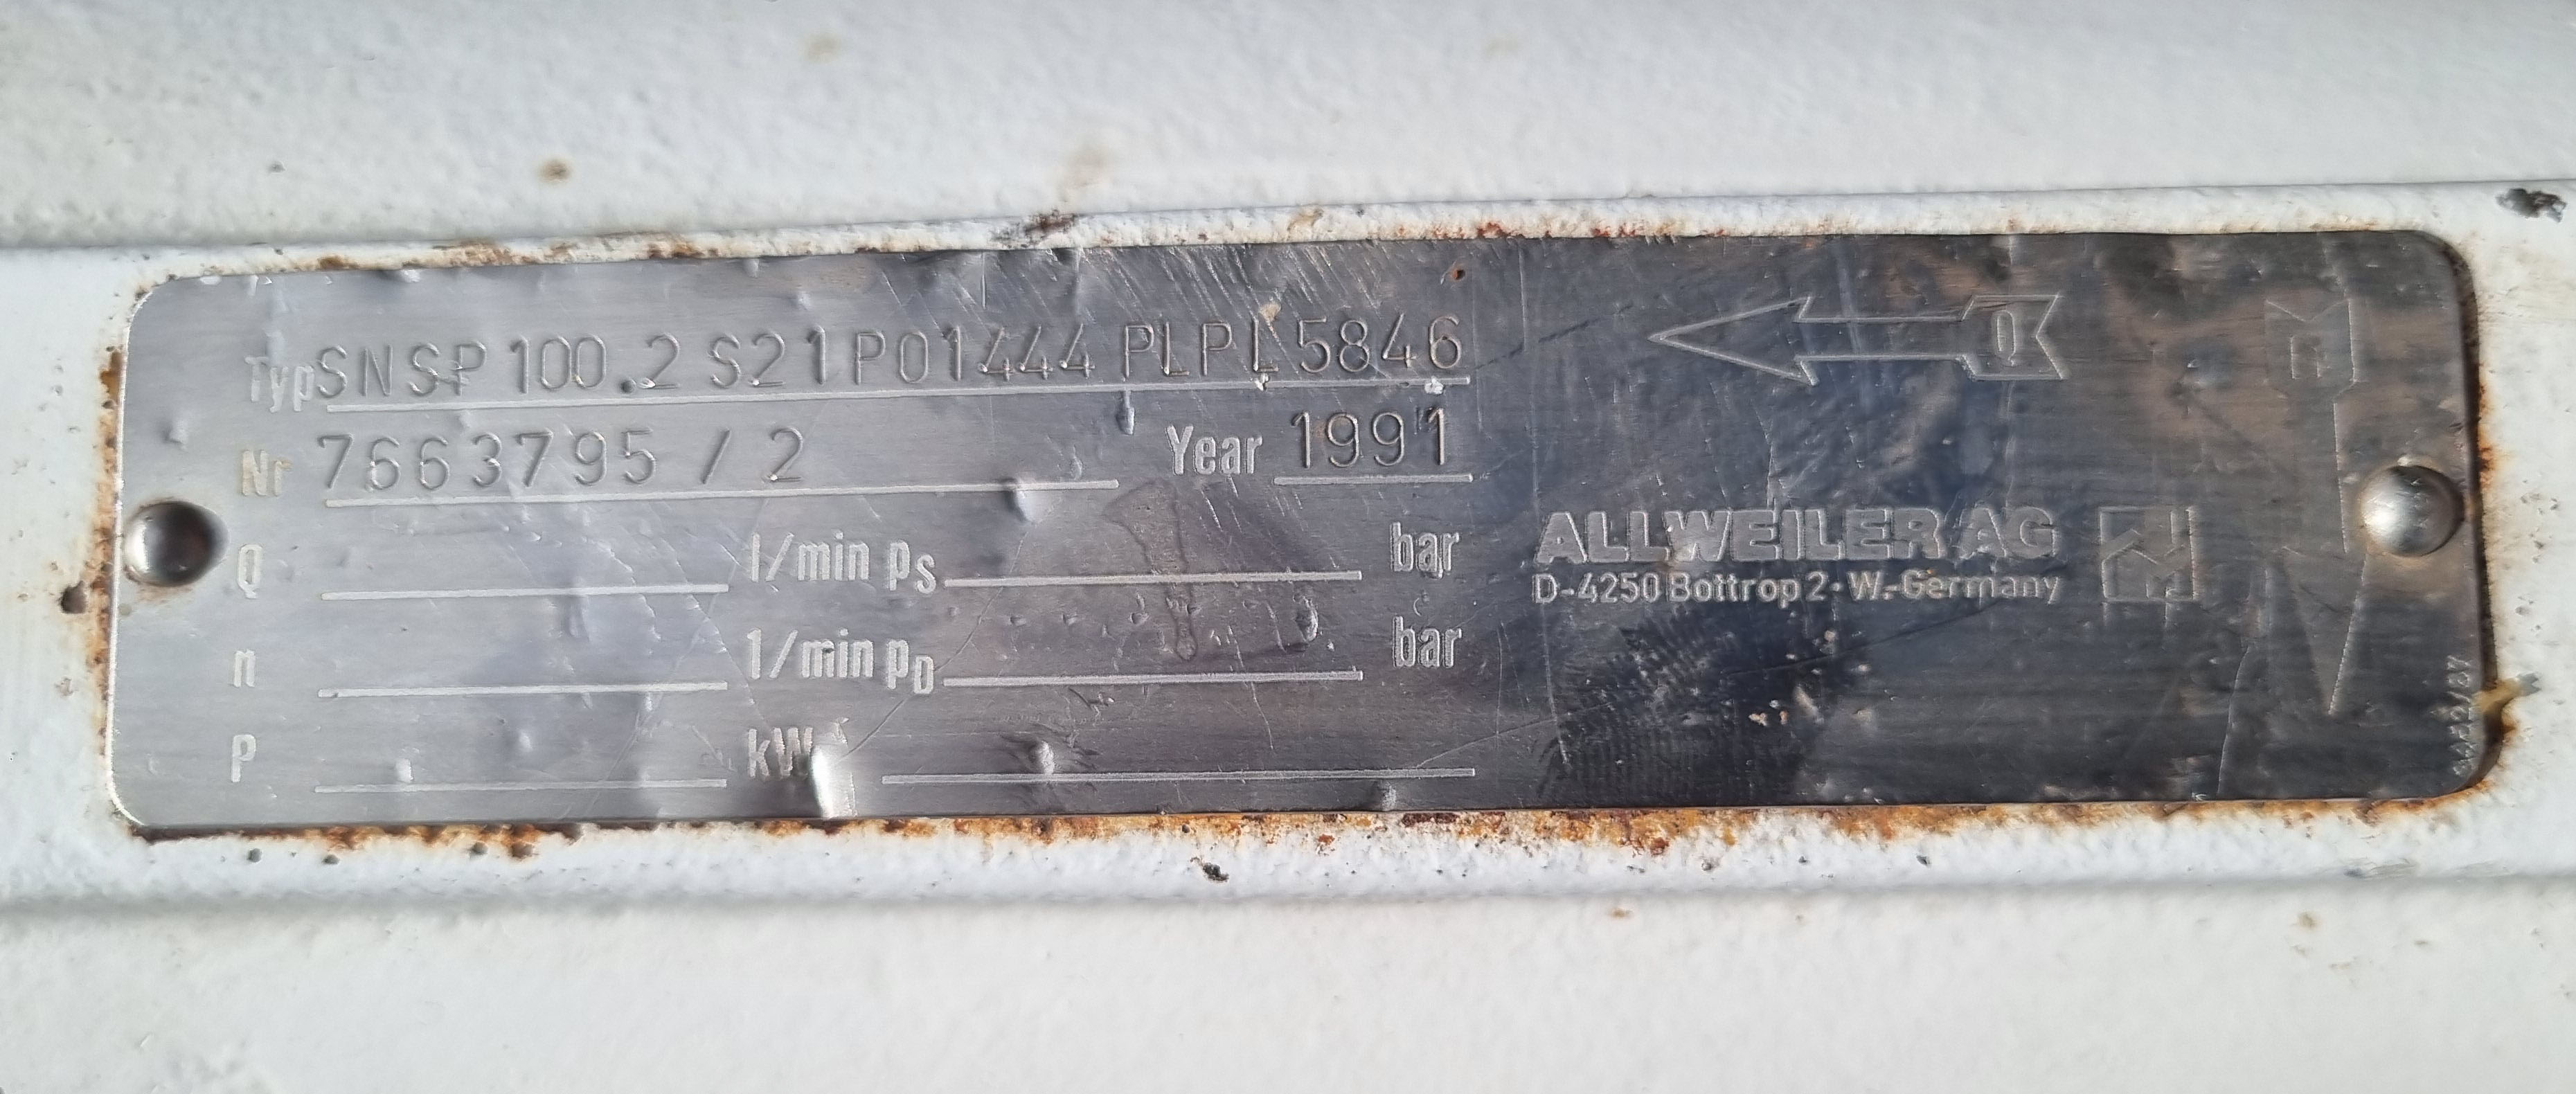 Typ SNSP 100.2 S21P01444 PLPL5846
Nr 7663795 / 2 Year 1991
Q l/min pS bar
n 1/min pD bar
P kW
Q
R
ALLWEILER AG
D-4250 Bottrop 2 · W.-Germany